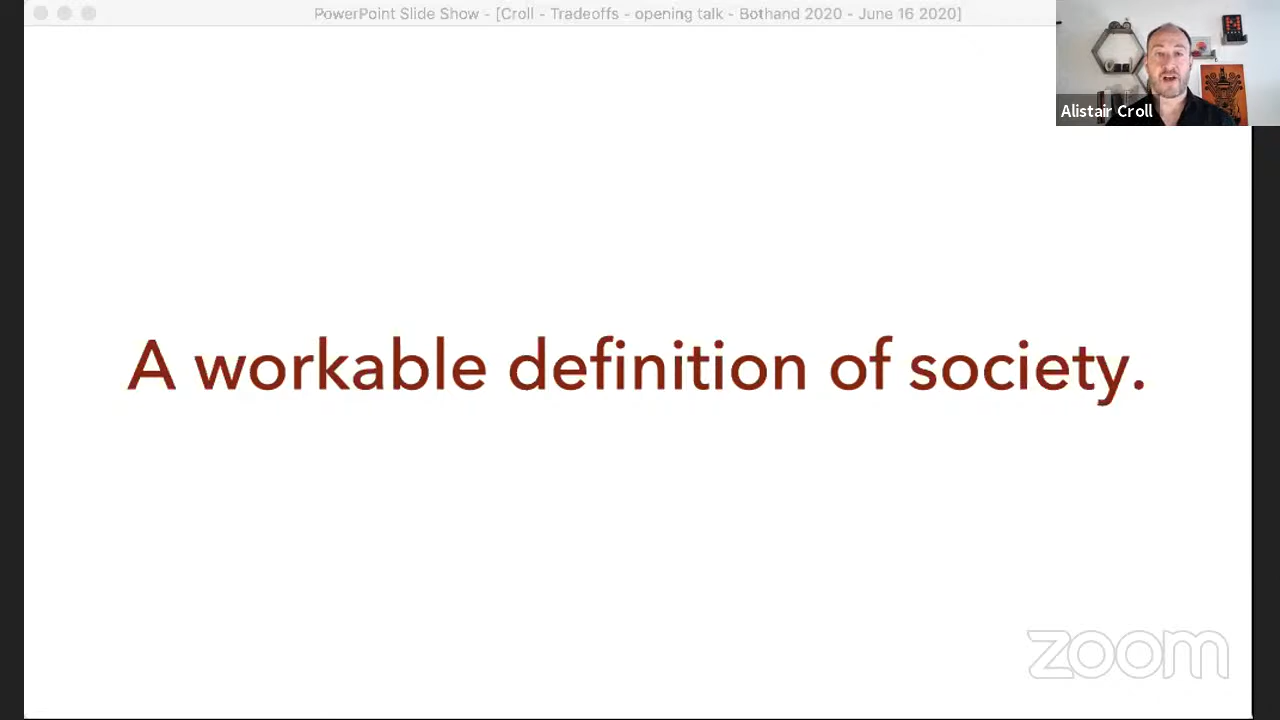 PowerPoint Slide Show - [Croll - Tradeoffs - opening talk - Bothand 2020 - June 16 2020]
Alistair Croll
A workable definition of society.
zoom